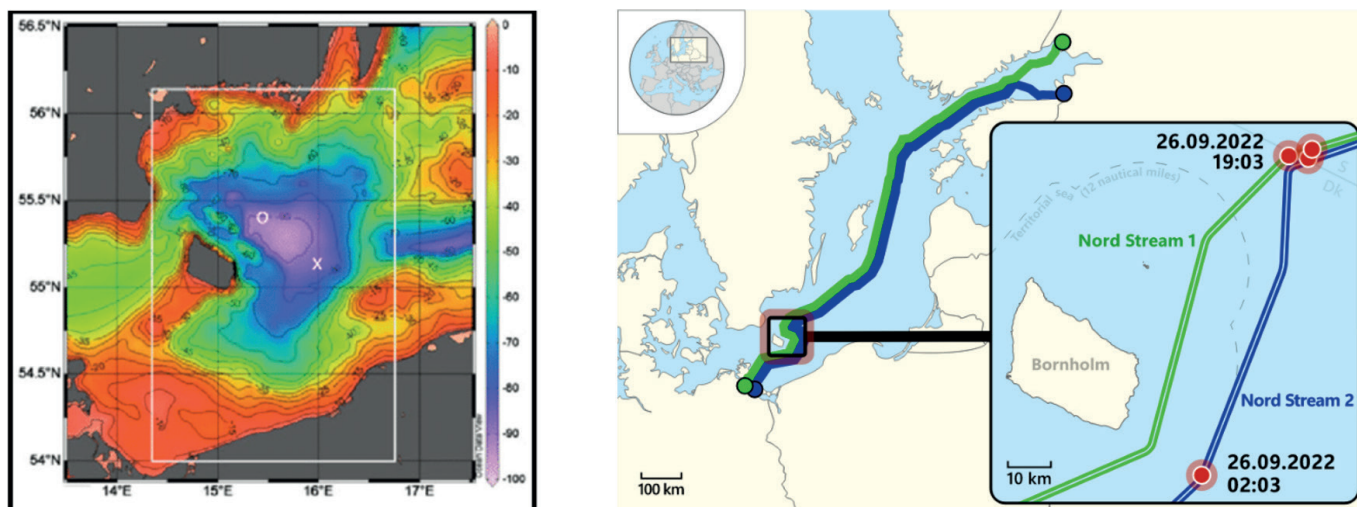 56.5°N
56°N
55.5°N
55°N
54.5°N
54°N
14°E
15°E
16°E
17°E
O
X
0
-10
-20
-30
-40
-50
-60
-70
-80
-90
-100
Ocean Data View
100 km
26.09.2022
19:03
Territorial Sea (12 nautical miles)
S
Dk
Nord Stream 1
Bornholm
Nord Stream 2
10 km
26.09.2022
02:03